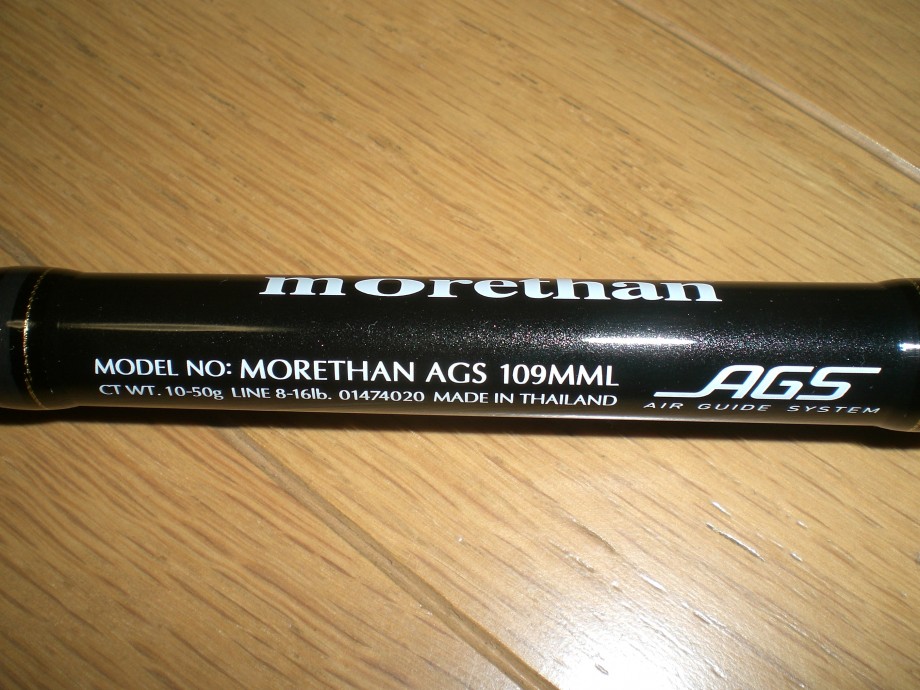 morethan
MODEL NO: MORETHAN AGS 109MML
CT WT. 10-50g LINE 8-16lb. 01474020 MADE IN THAILAND
AGS
AIR GUIDE SYSTEM